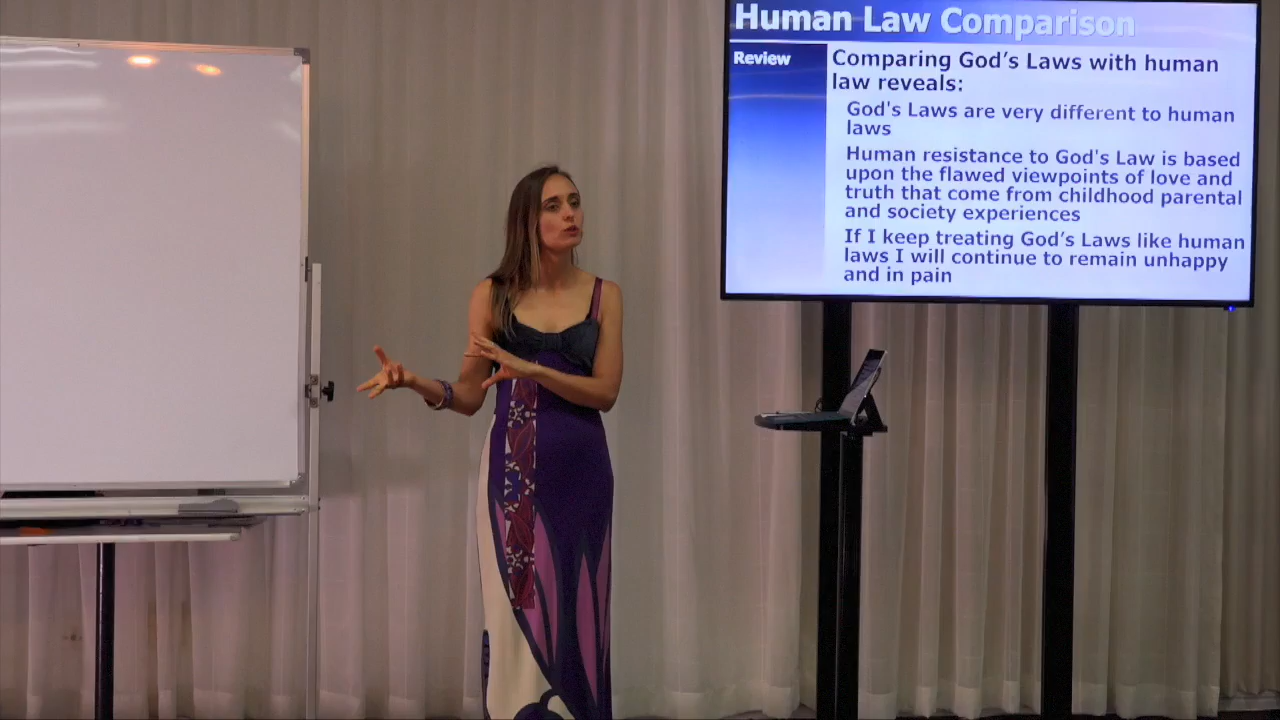 Human Law Comparison
Review
Comparing God's Laws with human
law reveals:
God's Laws are very different to human
laws
Human resistance to God's Law is based
upon the flawed viewpoints of love and
truth that come from childhood parental
and society experiences
If I keep treating God's Laws like human
laws I will continue to remain unhappy
and in pain